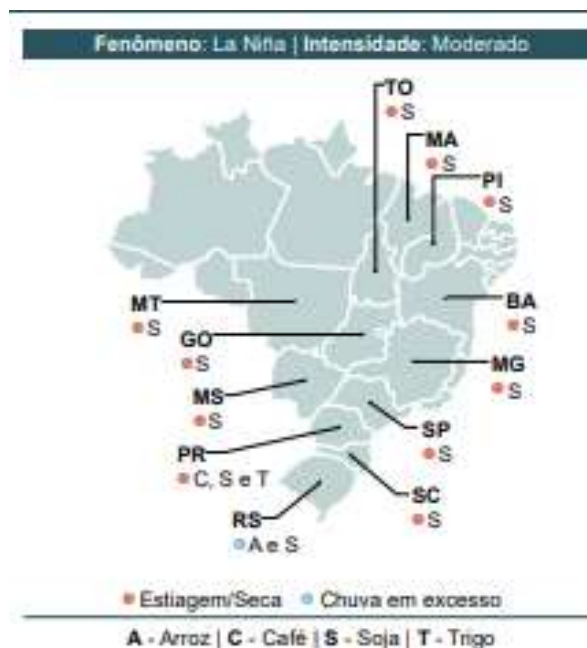 Fenômeno: La Niña | Intensidade: Moderado
TO
S
MA
S
PI
S
MT
S
BA
S
GO
S
MG
S
MS
S
SP
S
PR
C, S e T
SC
S
RS
A e S
Estiagem/Seca Chuva em excesso
A - Arroz | C - Café | S - Soja | T - Trigo